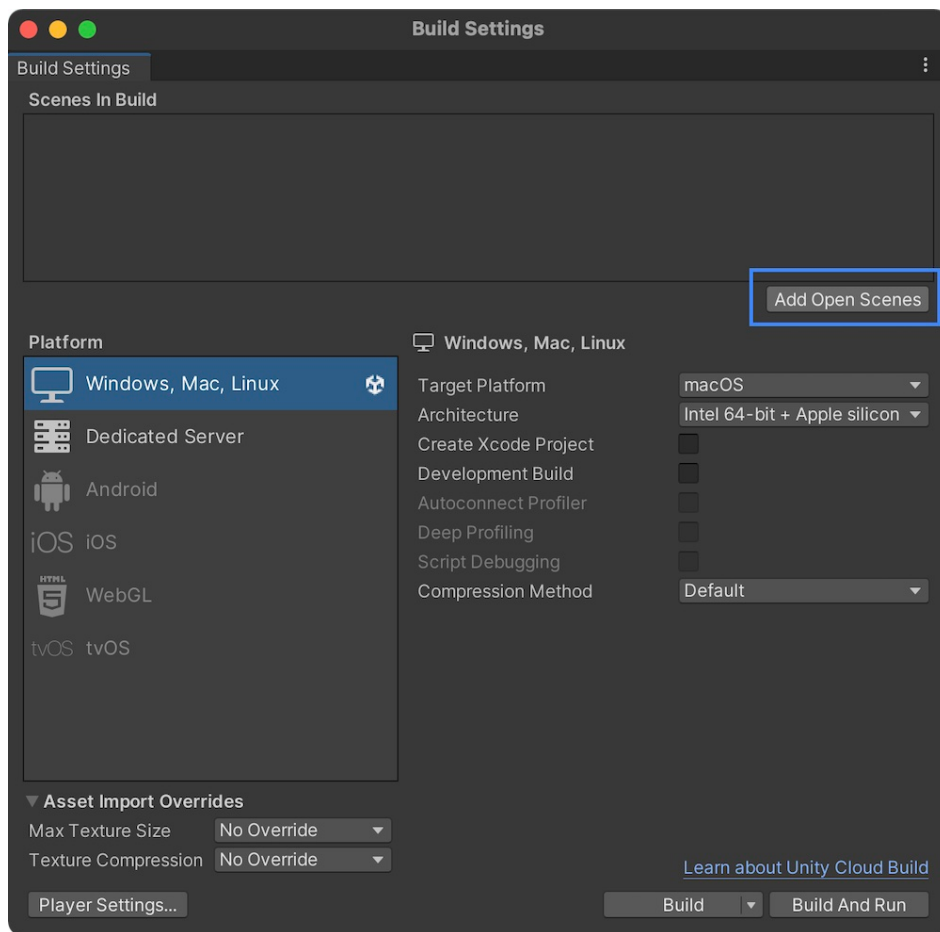 Build Settings
Build Settings
Scenes In Build
Add Open Scenes
Platform
Windows, Mac, Linux
Dedicated Server
Android
iOS iOS
HTML
5
WebGL
tvOS tvOS
Windows, Mac, Linux
Target Platform macOS
Architecture Intel 64-bit + Apple silicon
Create Xcode Project
Development Build
Autoconnect Profiler
Deep Profiling
Script Debugging
Compression Method Default
Asset Import Overrides
Max Texture Size No Override
Texture Compression No Override
Learn about Unity Cloud Build
Player Settings... Build Build And Run